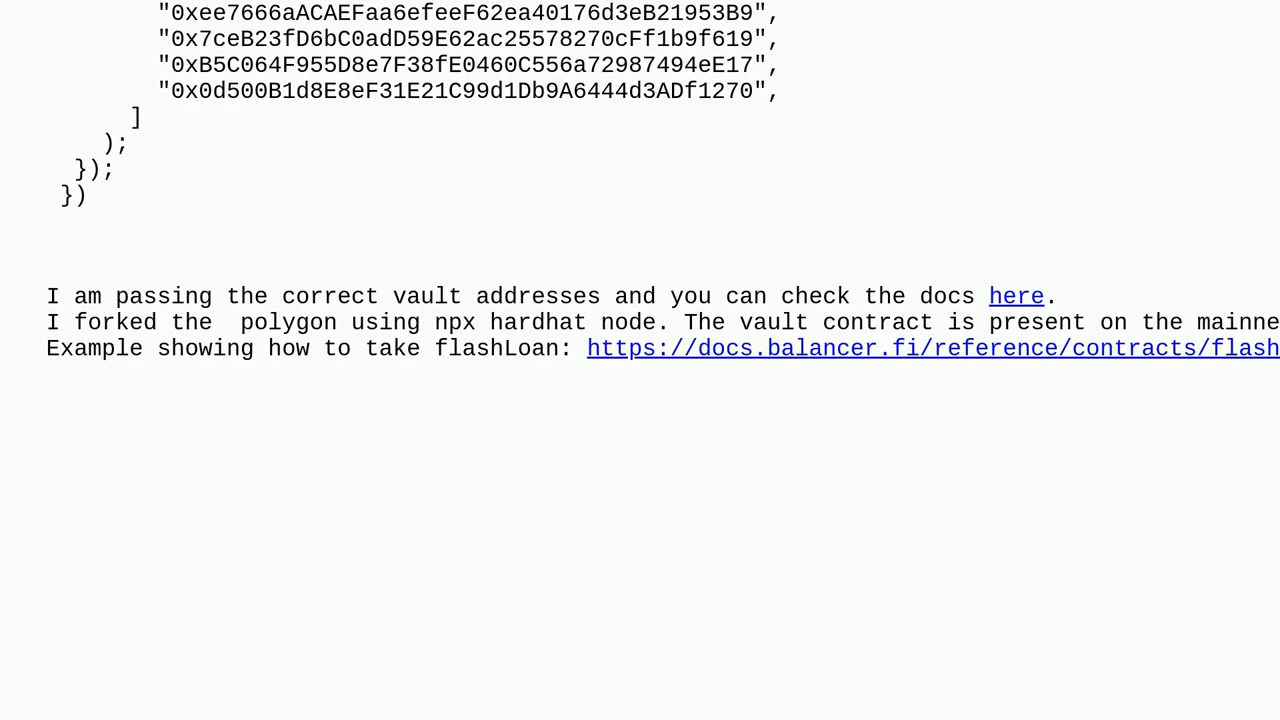 "0xee7666aACAEFaa6efeeF62ea40176d3eB21953B9",
"0x7ceB23fD6bC0adD59E62ac25578270cFf1b9f619",
"0xB5C064F955D8e7F38fE0460C556a72987494eE17",
"0x0d500B1d8E8eF31E21C99d1Db9A6444d3ADf1270",
]
);
});
})
I am passing the correct vault addresses and you can check the docs here.
I forked the  polygon using npx hardhat node. The vault contract is present on the mainne
Example showing how to take flashLoan: https://docs.balancer.fi/reference/contracts/flash